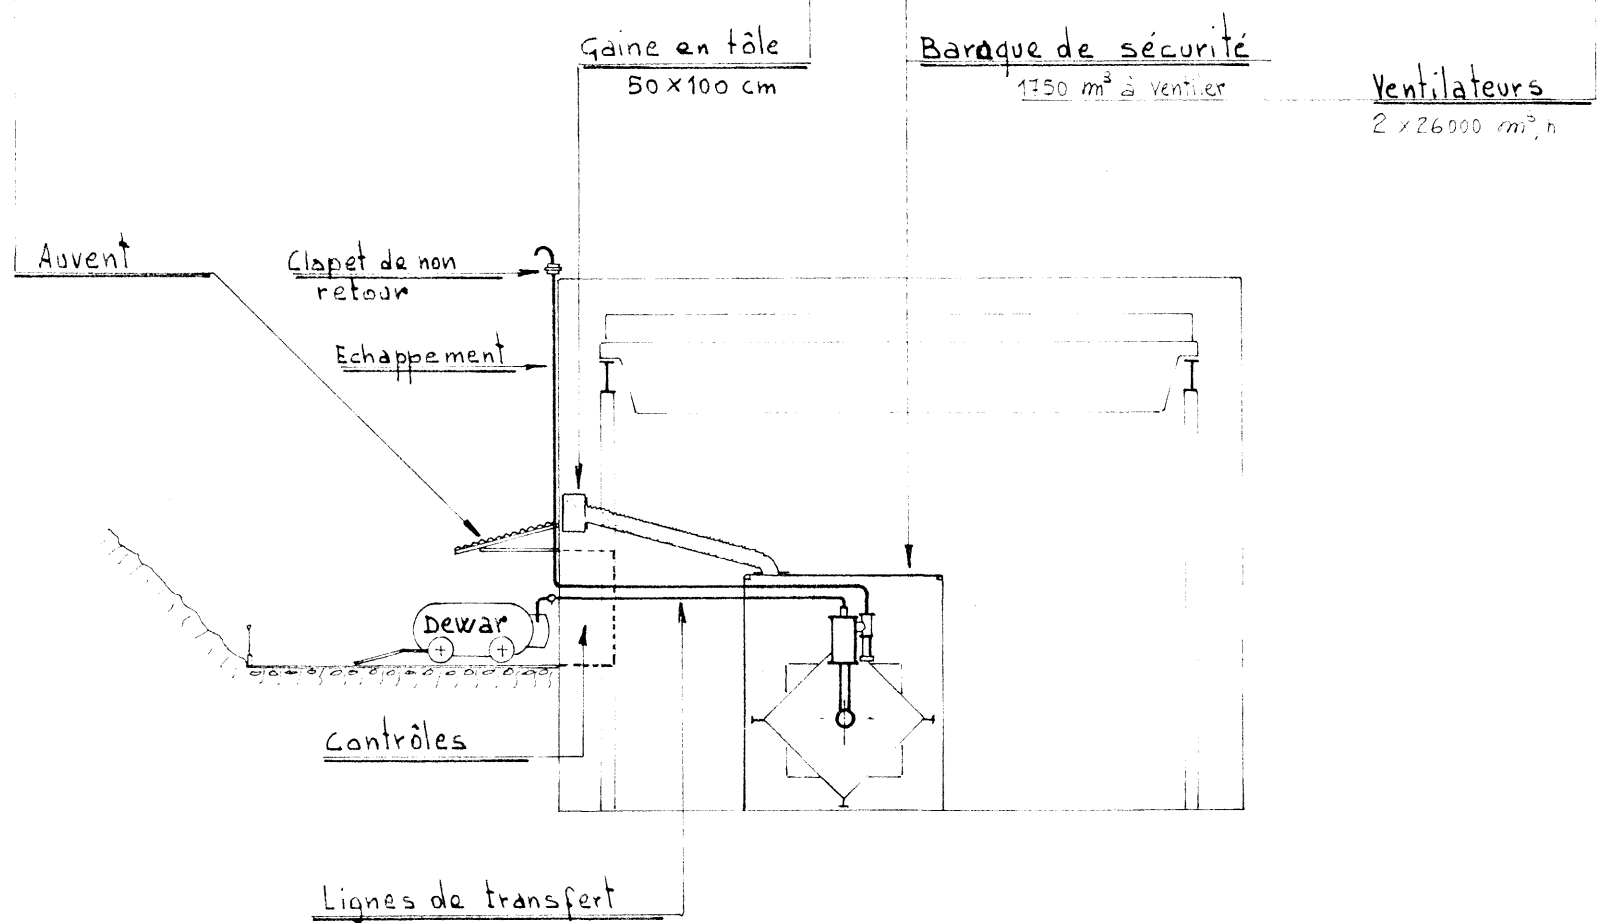 Gaine en tôle
50 x 100 cm
Baraque de sécurité
1750 m³ à ventiler
Ventilateurs
2 x 26000 m³/h
Auvent
Clapet de non
retour
Echappement
Dewar
Contrôles
Lignes de transfert